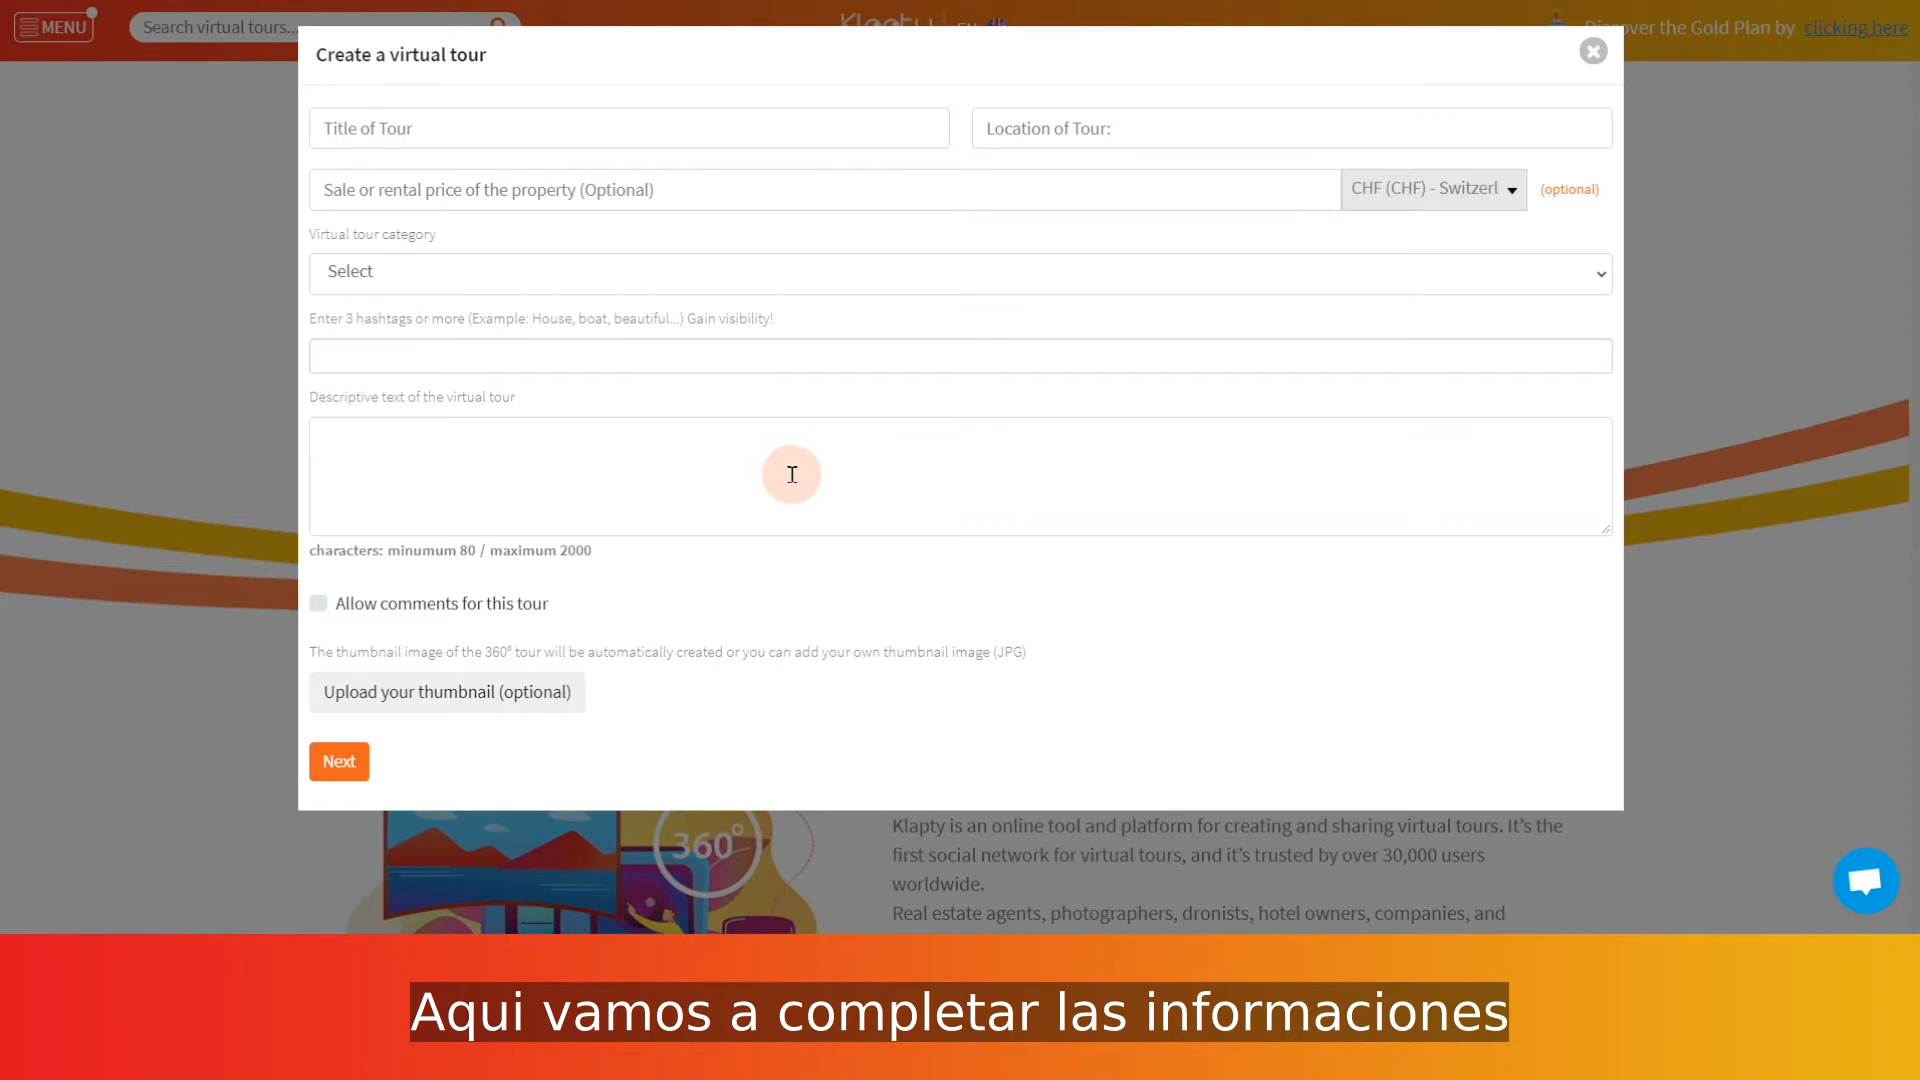 MENU
Search virtual tours...
Klapty
EN
over the Gold Plan by clicking here
Create a virtual tour
Title of Tour
Location of Tour:
Sale or rental price of the property (Optional)
CHF (CHF) - Switzerl
(optional)
Virtual tour category
Select
Enter 3 hashtags or more (Example: House, boat, beautiful...) Gain visibility!
Descriptive text of the virtual tour
characters: minumum 80 / maximum 2000
Allow comments for this tour
The thumbnail image of the 360° tour will be automatically created or you can add your own thumbnail image (JPG)
Upload your thumbnail (optional)
Next
360°
Klapty is an online tool and platform for creating and sharing virtual tours. It's the
first social network for virtual tours, and it's trusted by over 30,000 users
worldwide.
Real estate agents, photographers, dronists, hotel owners, companies, and
Aqui vamos a completar las informaciones